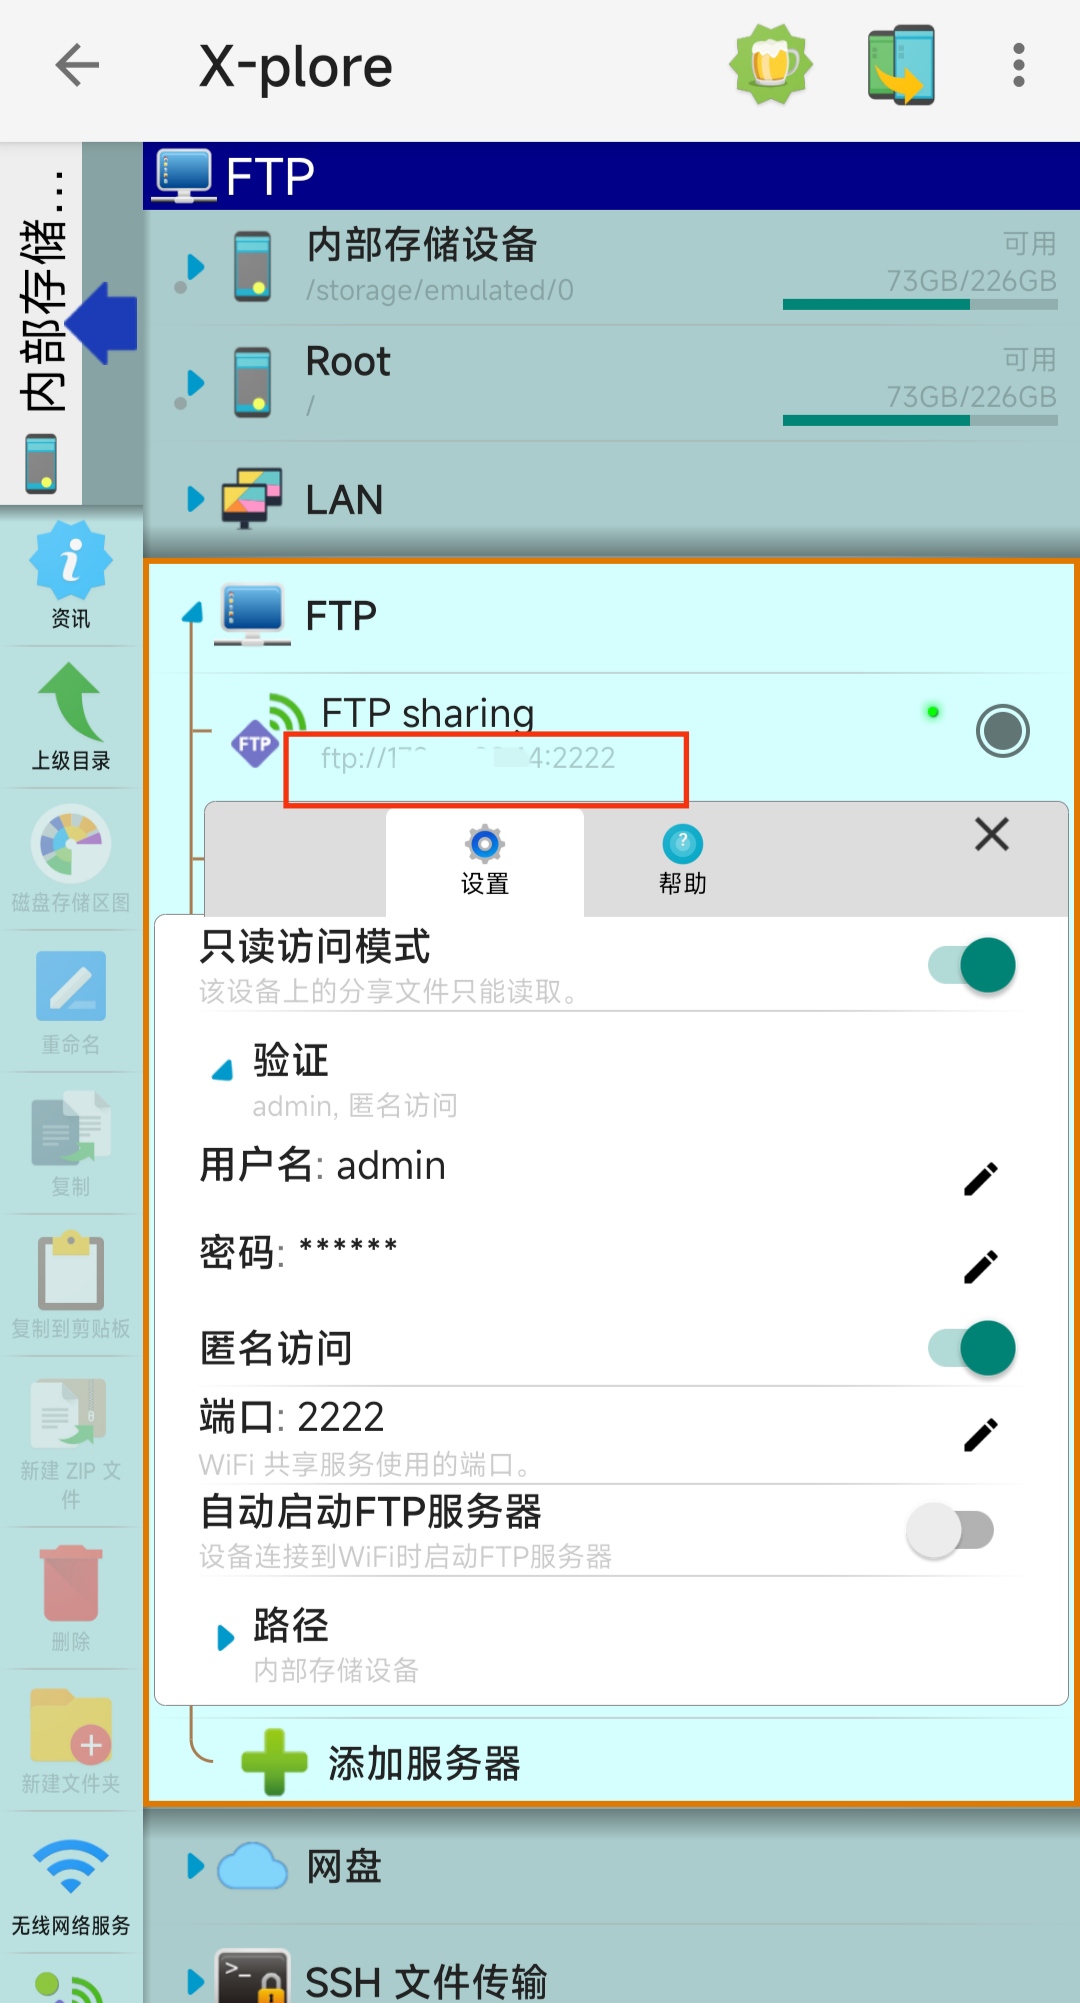 X-plore
内部存储...
FTP
内部存储设备
/storage/emulated/0
可用
73GB/226GB
Root
/
可用
73GB/226GB
LAN
资讯
FTP
FTP sharing
FTP
:2222
上级目录
设置
帮助
磁盘存储区图
只读访问模式
该设备上的分享文件只能读取。
重命名
验证
admin, 匿名访问
用户名: admin
复制
密码: ******
复制到剪贴板
匿名访问
端口: 2222
WiFi 共享服务使用的端口。
新建 ZIP 文
件
自动启动FTP服务器
设备连接到WiFi时启动FTP服务器
删除
路径
内部存储设备
添加服务器
新建文件夹
网盘
无线网络服务
SSH 文件传输